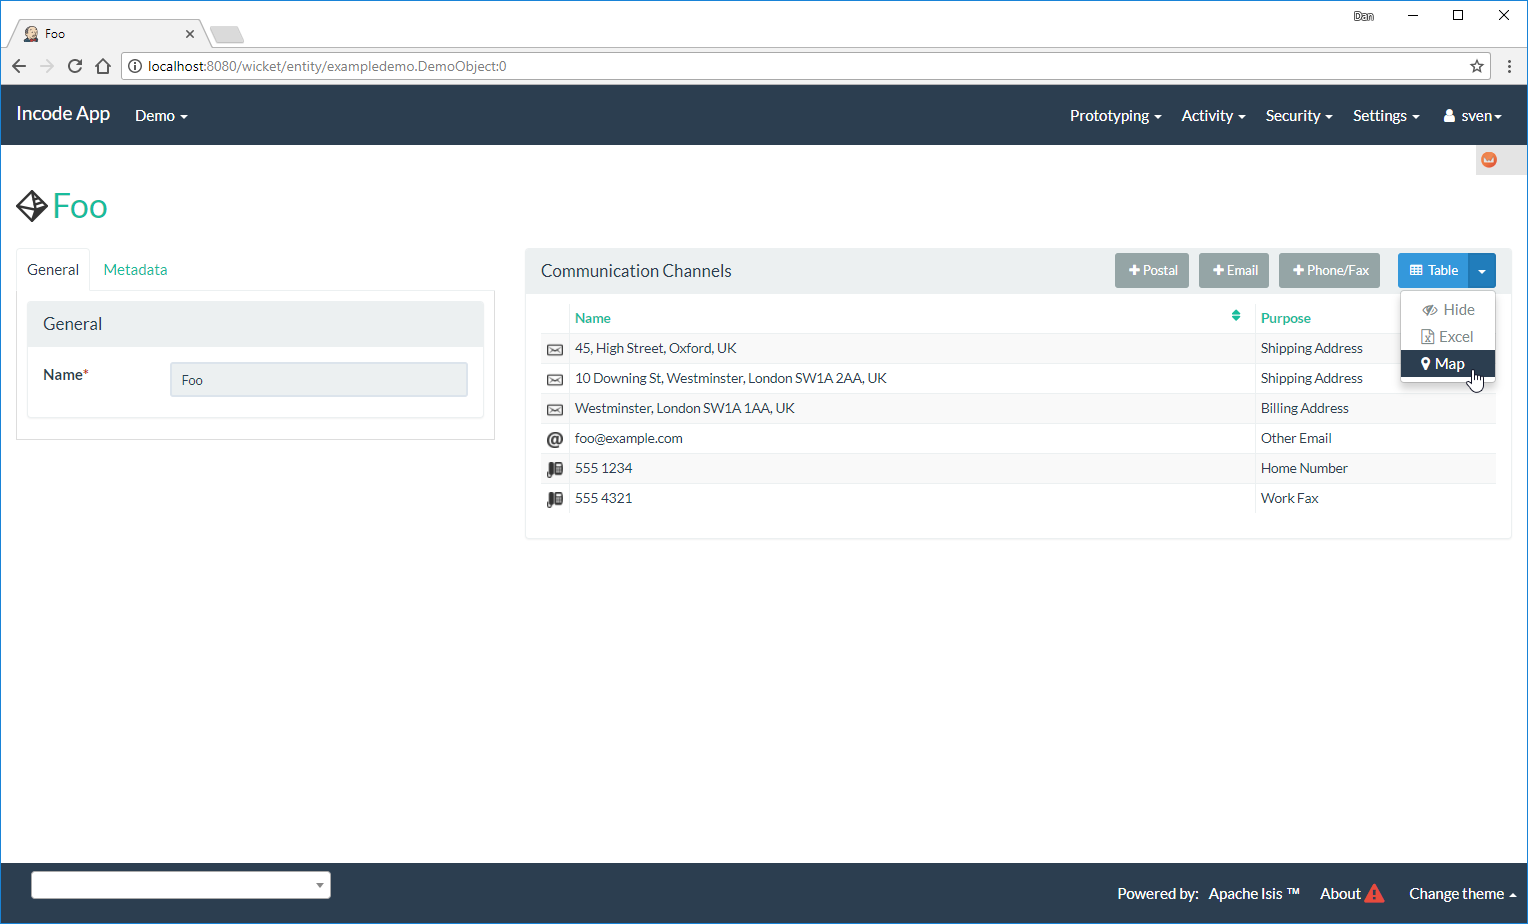 Dan
Foo
localhost:8080/wicket/entity/exampledemo.DemoObject:0
Incode App Demo Prototyping Activity Security Settings sven
Foo
General Metadata
General
Name* Foo
Communication Channels Postal Email Phone/Fax Table
Hide
Excel
Map
Name Purpose
45, High Street, Oxford, UK Shipping Address
10 Downing St, Westminster, London SW1A 2AA, UK Shipping Address
Westminster, London SW1A 1AA, UK Billing Address
foo@example.com Other Email
555 1234 Home Number
555 4321 Work Fax
Powered by: Apache Isis ™ About Change theme